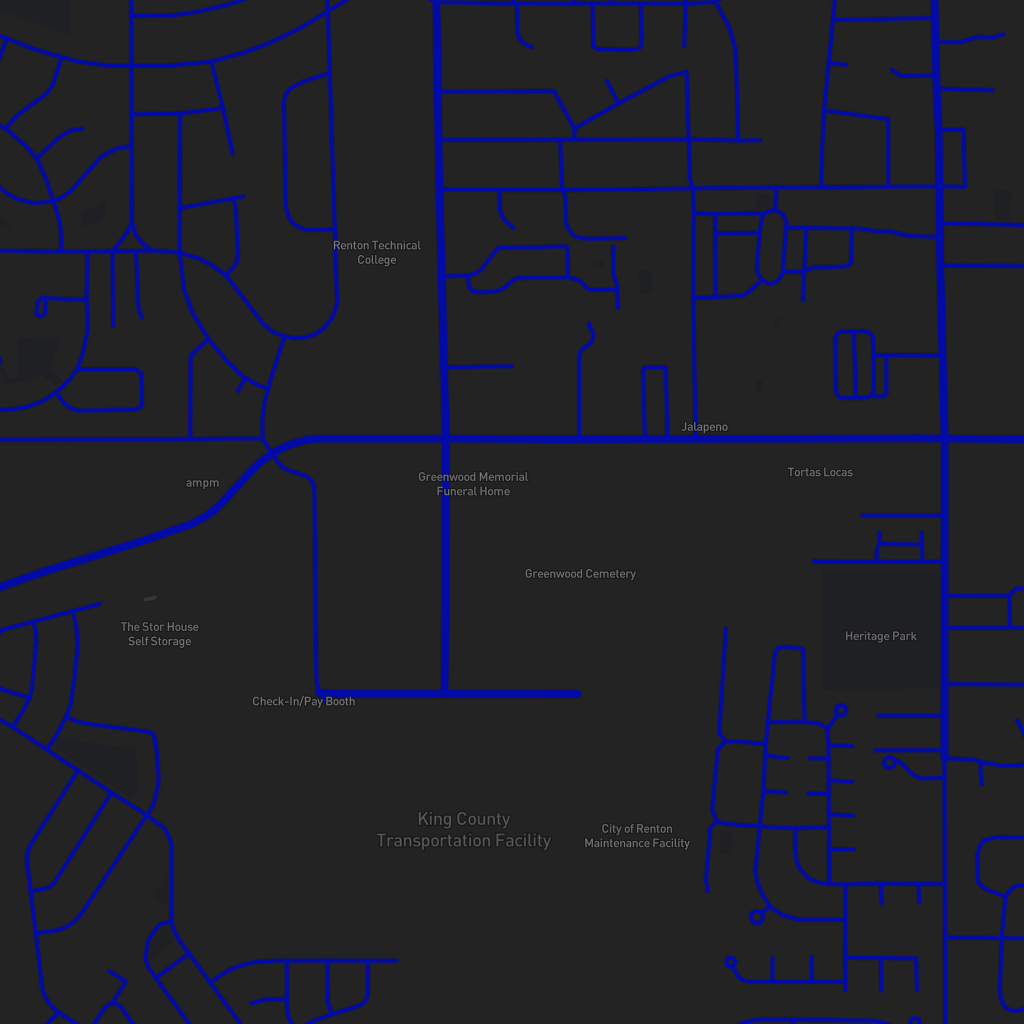 Renton Technical
College
Jalapeno
Tortas Locas
ampm
Greenwood Memorial
Funeral Home
Greenwood Cemetery
The Stor House
Self Storage
Heritage Park
Check-In/Pay Booth
King County
Transportation Facility
City of Renton
Maintenance Facility